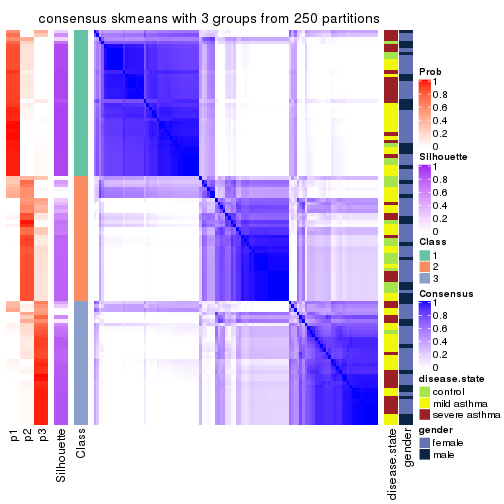 consensus skmeans with 3 groups from 250 partitions
Prob
1
0.8
0.6
0.4
0.2
0
Silhouette
1
0.8
0.6
0.4
0.2
0
Class
1
2
3
Consensus
1
0.8
0.6
0.4
0.2
0
disease.state
control
mild asthma
severe asthma
gender
female
male
p1
p2
p3
Silhouette
Class
disease.state
gender